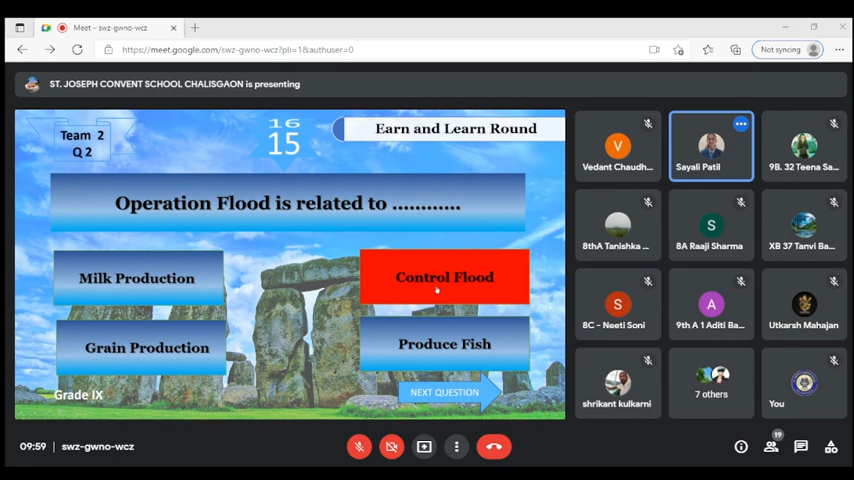 Meet – swz-gwno-wcz
https://meet.google.com/swz-gwno-wcz?pli=1&authuser=0
Not syncing
ST. JOSEPH CONVENT SCHOOL CHALISGAON is presenting
Team 2
Q 2
16
15
Earn and Learn Round
Operation Flood is related to ............
Milk Production
Control Flood
Grain Production
Produce Fish
NEXT QUESTION
Grade IX
V
Vedant Chaudh...
Sayali Patil
9B. 32 Teena Sa...
8thA Tanishka ...
S
8A Raaji Sharma
XB 37 Tanvi Ba...
S
8C - Neeti Soni
A
9th A 1 Aditi Ba...
Utkarsh Mahajan
shrikant kulkarni
7 others
You
09:59 | swz-gwno-wcz
19